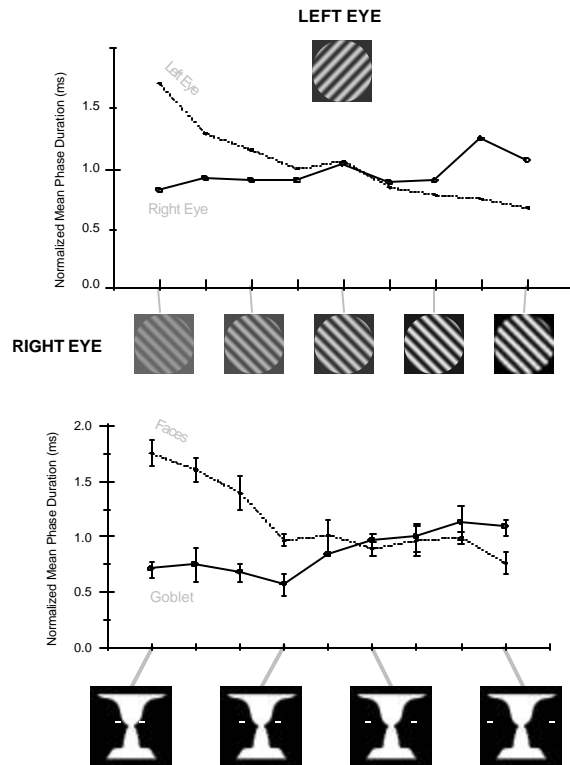 LEFT EYE
Normalized Mean Phase Duration (ms)
1.5
1.0
0.5
0.0
Left Eye
Right Eye
RIGHT EYE
Normalized Mean Phase Duration (ms)
2.0
1.5
1.0
0.5
0.0
Faces
Goblet